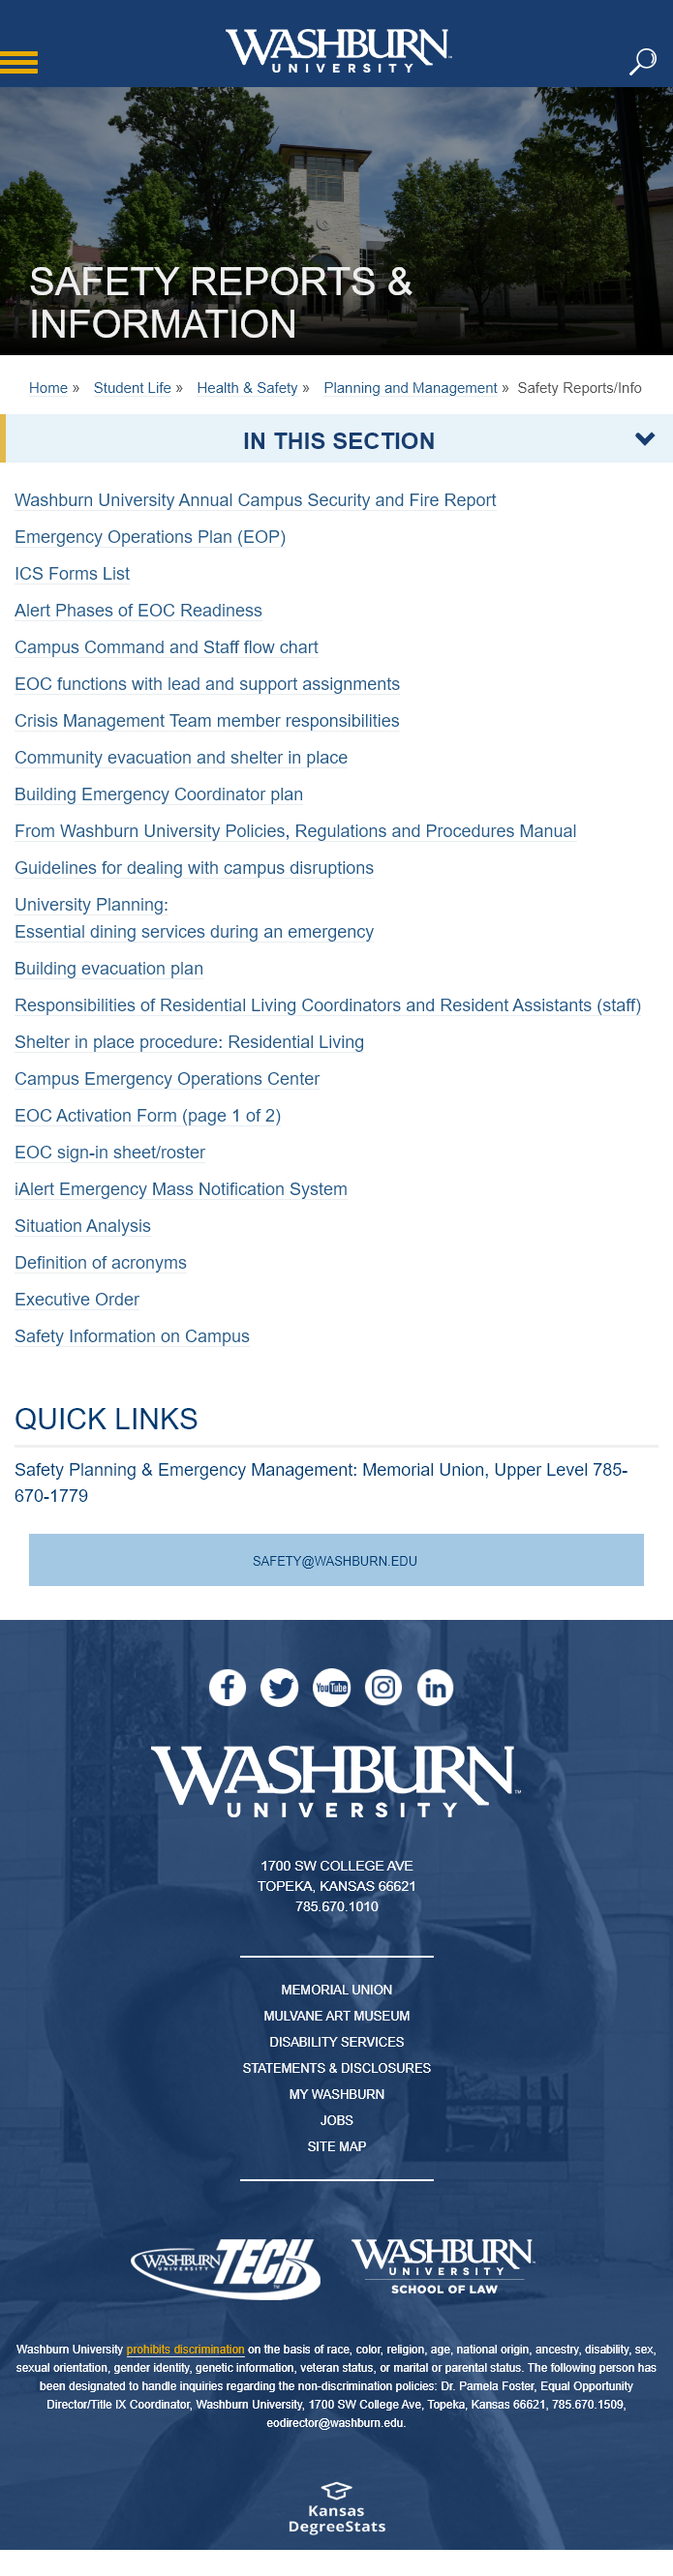 WASHBURN
UNIVERSITY
SAFETY REPORTS &
INFORMATION
Home » Student Life » Health & Safety » Planning and Management » Safety Reports/Info
IN THIS SECTION
Washburn University Annual Campus Security and Fire Report
Emergency Operations Plan (EOP)
ICS Forms List
Alert Phases of EOC Readiness
Campus Command and Staff flow chart
EOC functions with lead and support assignments
Crisis Management Team member responsibilities
Community evacuation and shelter in place
Building Emergency Coordinator plan
From Washburn University Policies, Regulations and Procedures Manual
Guidelines for dealing with campus disruptions
University Planning:
Essential dining services during an emergency
Building evacuation plan
Responsibilities of Residential Living Coordinators and Resident Assistants (staff)
Shelter in place procedure: Residential Living
Campus Emergency Operations Center
EOC Activation Form (page 1 of 2)
EOC sign-in sheet/roster
iAlert Emergency Mass Notification System
Situation Analysis
Definition of acronyms
Executive Order
Safety Information on Campus
QUICK LINKS
Safety Planning & Emergency Management: Memorial Union, Upper Level 785-
670-1779
SAFETY@WASHBURN.EDU
YouTube
WASHBURN™
UNIVERSITY
1700 SW COLLEGE AVE
TOPEKA, KANSAS 66621
785.670.1010
MEMORIAL UNION
MULVANE ART MUSEUM
DISABILITY SERVICES
STATEMENTS & DISCLOSURES
MY WASHBURN
JOBS
SITE MAP
WASHBURN UNIVERSITY TECH
WASHBURN
UNIVERSITY
SCHOOL OF LAW
Washburn University prohibits discrimination on the basis of race, color, religion, age, national origin, ancestry, disability, sex,
sexual orientation, gender identity, genetic information, veteran status, or marital or parental status. The following person has
been designated to handle inquiries regarding the non-discrimination policies: Dr. Pamela Foster, Equal Opportunity
Director/Title IX Coordinator, Washburn University, 1700 SW College Ave, Topeka, Kansas 66621, 785.670.1509,
eodirector@washburn.edu.
Kansas
DegreeStats